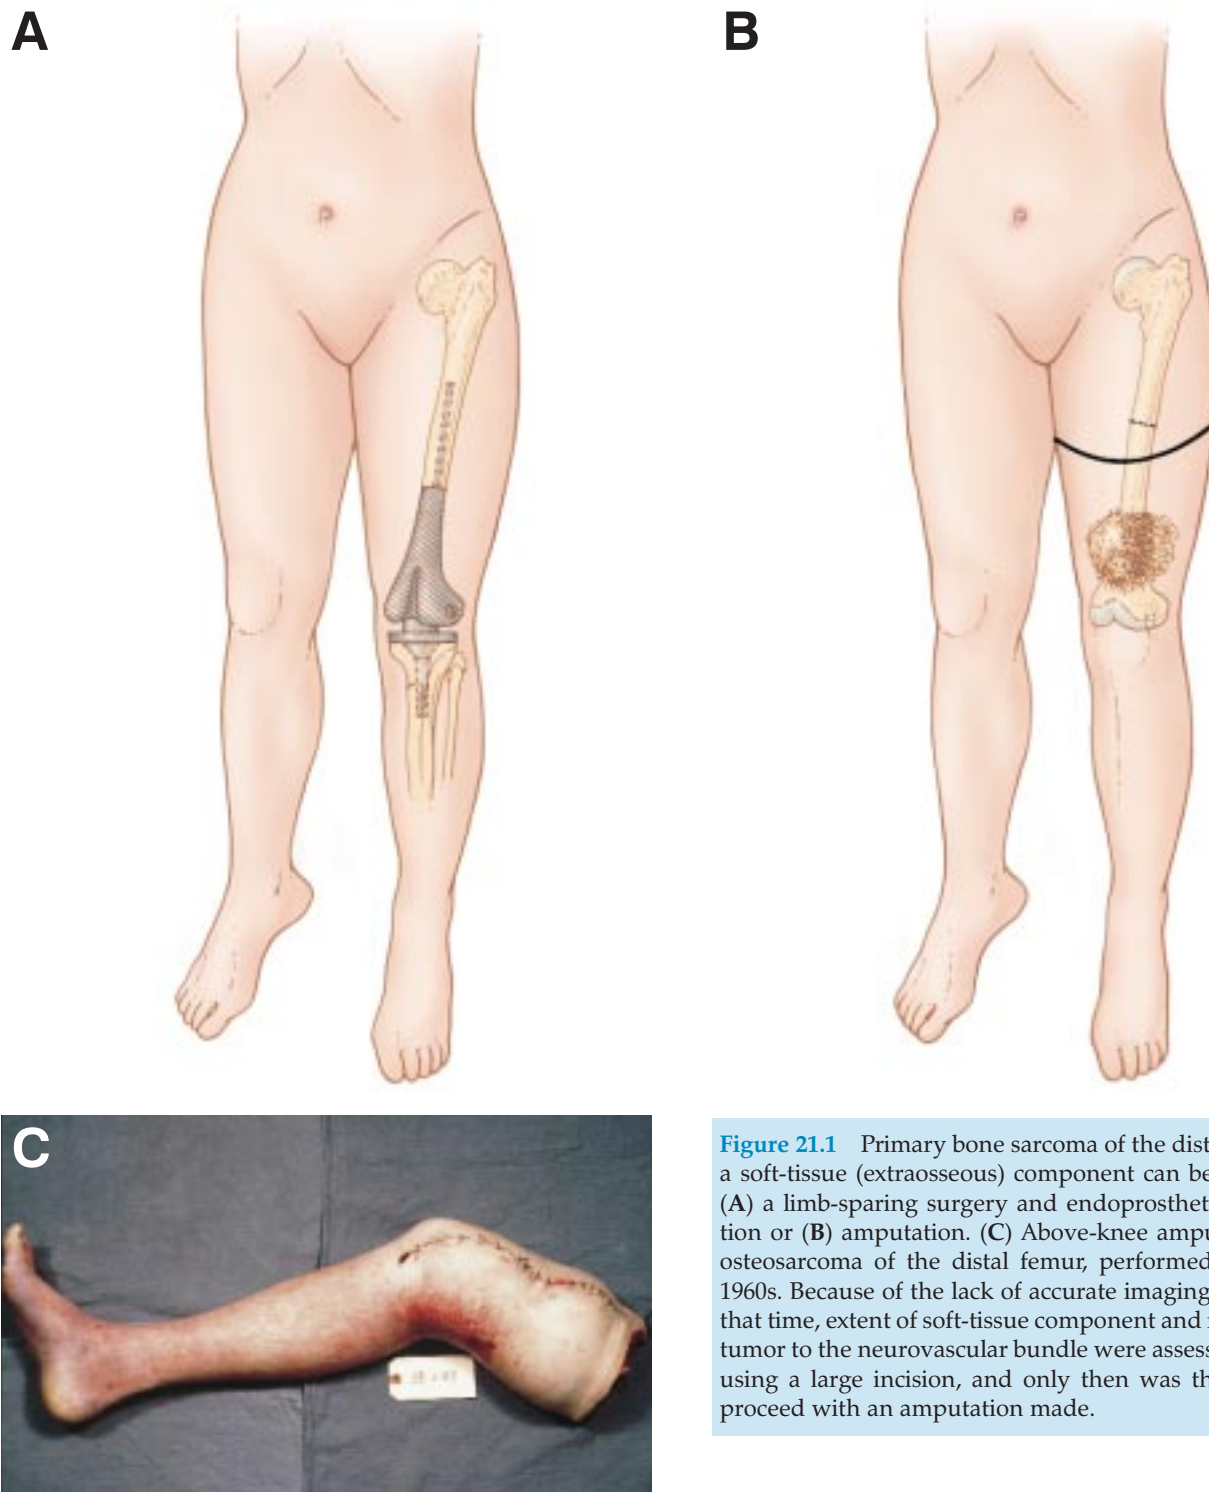 A
B
C
Figure 21.1 Primary bone sarcoma of the dist
a soft-tissue (extraosseous) component can be
(A) a limb-sparing surgery and endoprosthet
tion or (B) amputation. (C) Above-knee ampu
osteosarcoma of the distal femur, performed
1960s. Because of the lack of accurate imaging
that time, extent of soft-tissue component and
tumor to the neurovascular bundle were assess
using a large incision, and only then was th
proceed with an amputation made.